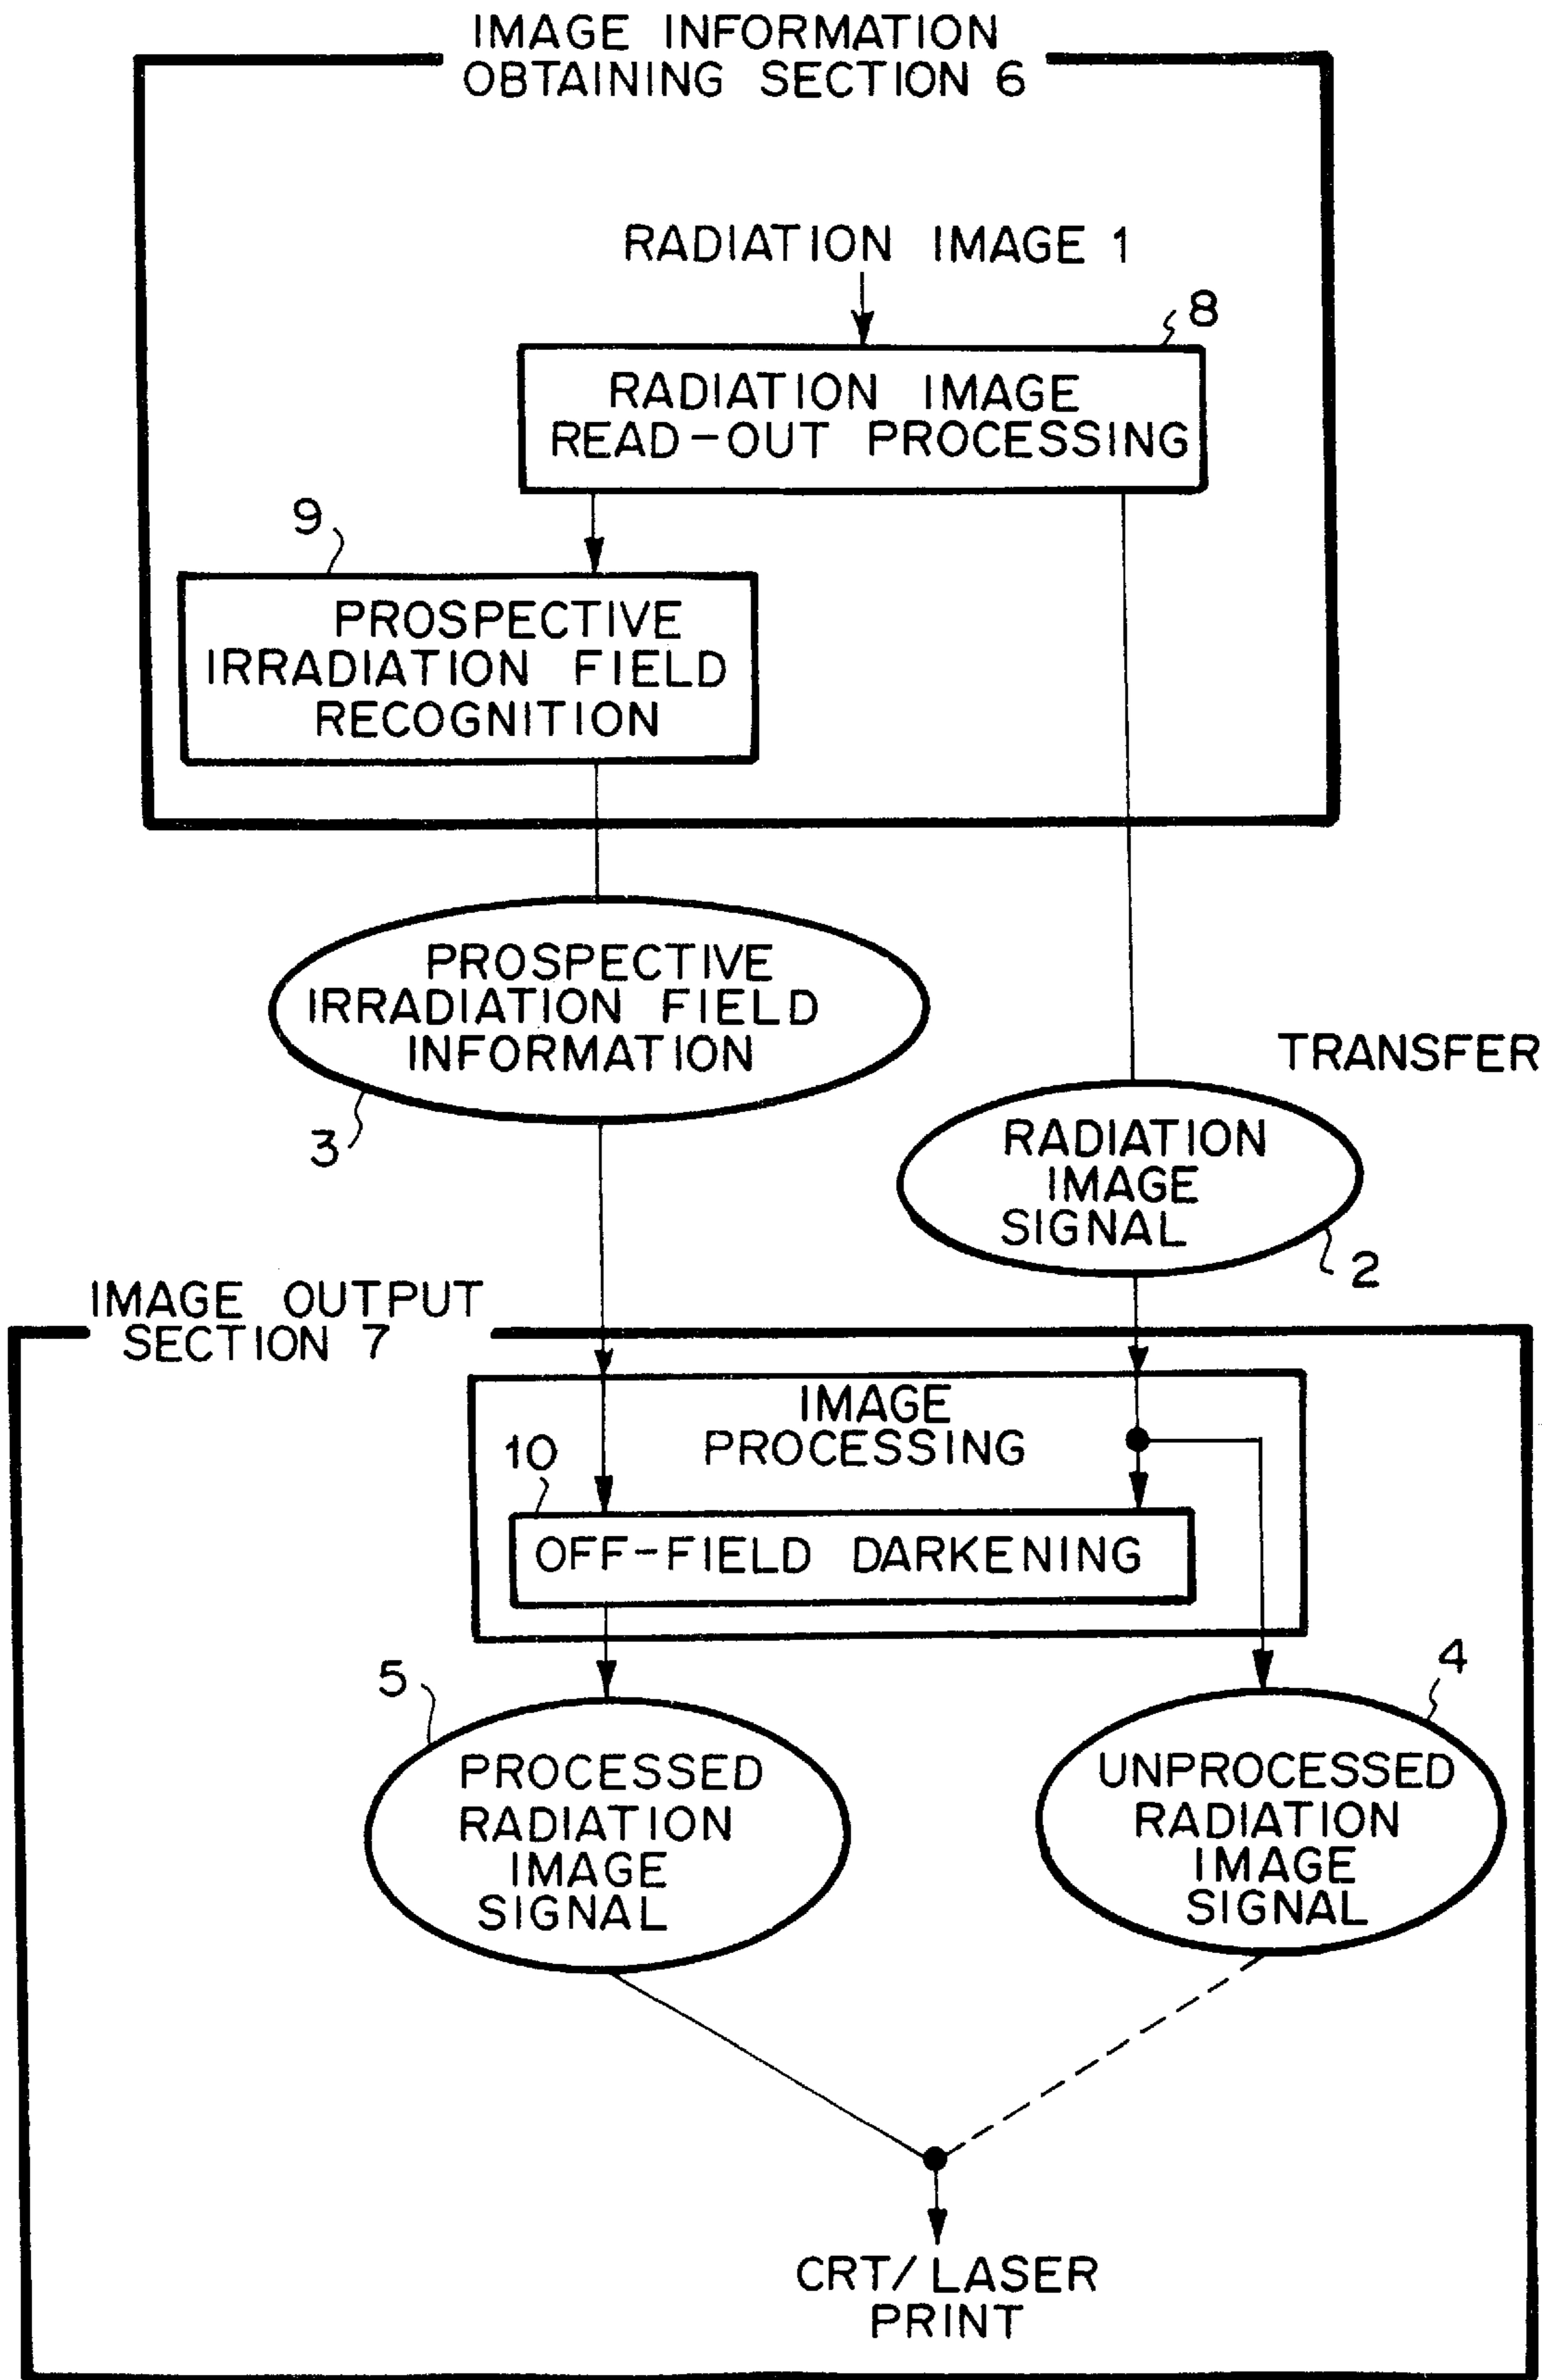 IMAGE INFORMATION
OBTAINING SECTION 6
RADIATION IMAGE 1
8
RADIATION IMAGE
READ-OUT PROCESSING
9
PROSPECTIVE
IRRADIATION FIELD
RECOGNITION
PROSPECTIVE
IRRADIATION FIELD
INFORMATION
3
TRANSFER
RADIATION
IMAGE
SIGNAL
2
IMAGE OUTPUT
SECTION 7
IMAGE
PROCESSING
10
OFF-FIELD DARKENING
5
PROCESSED
RADIATION
IMAGE
SIGNAL
4
UNPROCESSED
RADIATION
IMAGE
SIGNAL
CRT/LASER
PRINT